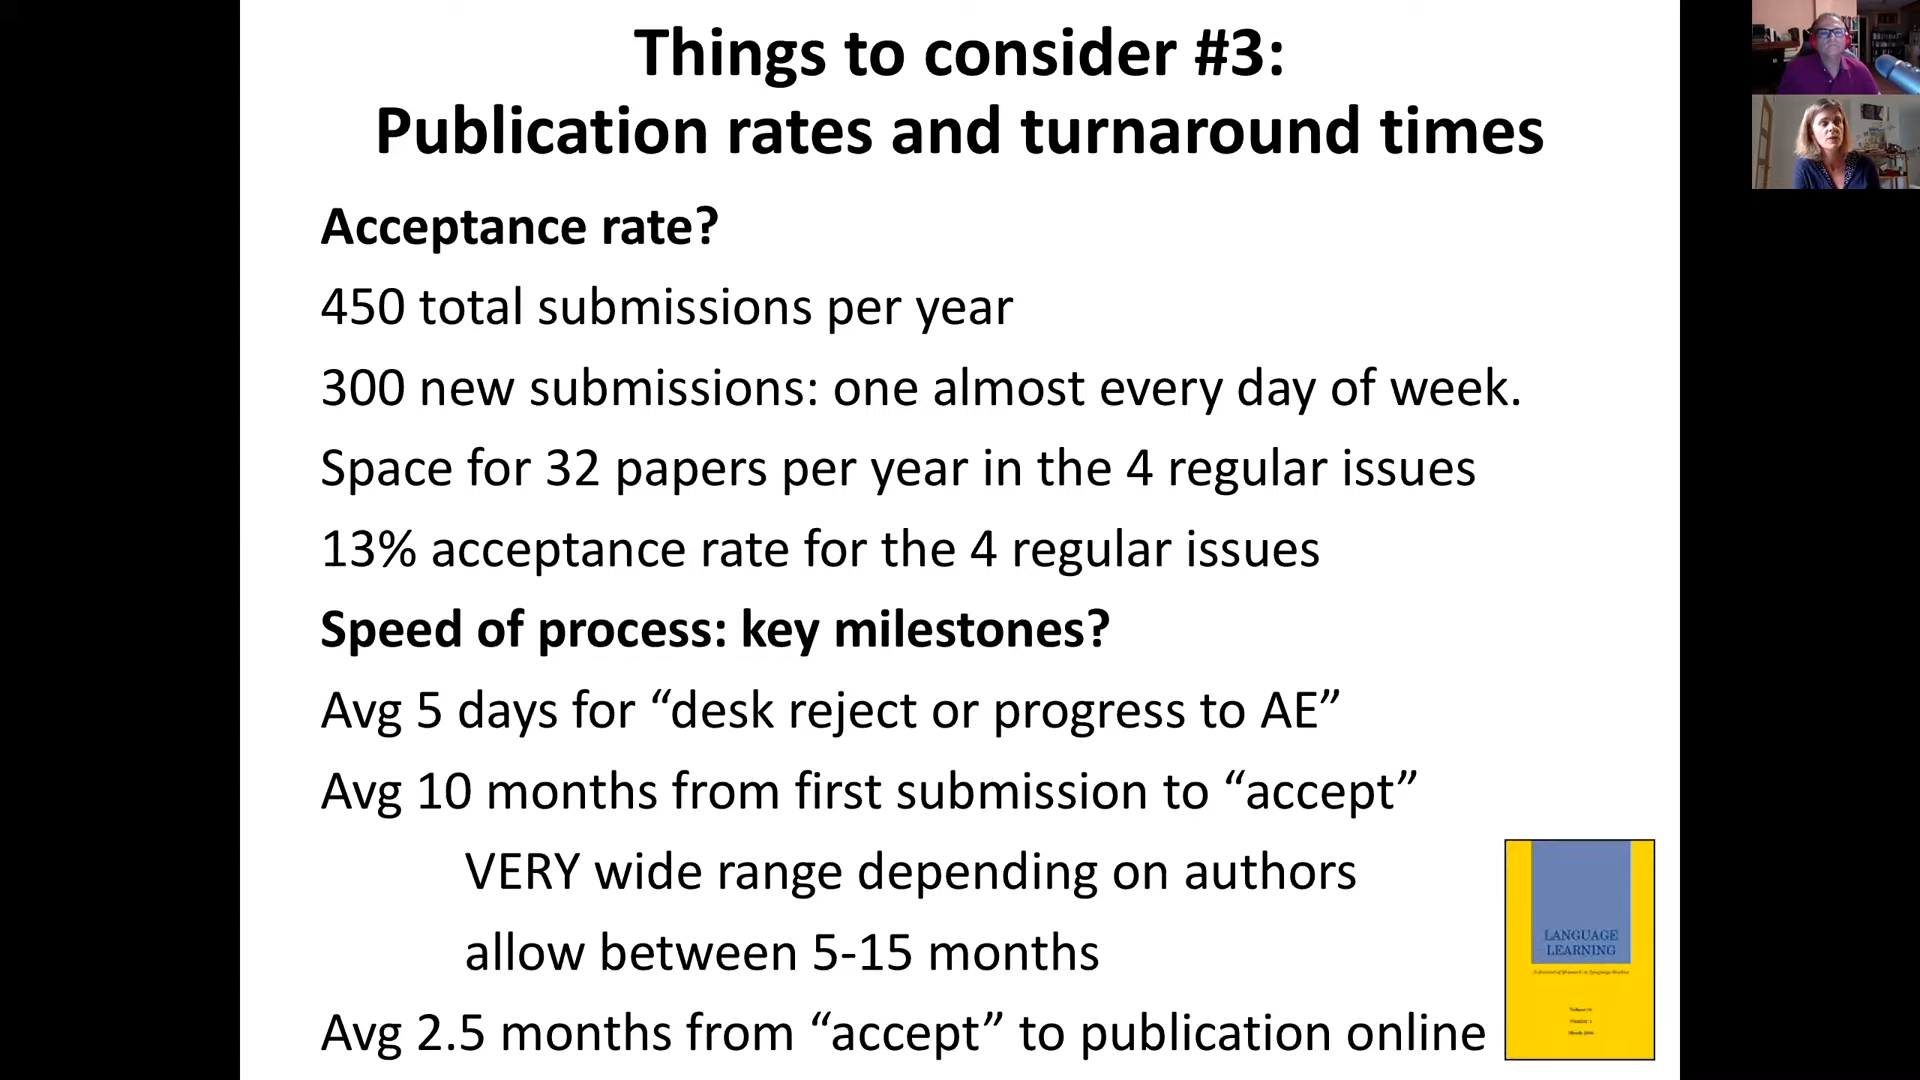 Things to consider #3:
Publication rates and turnaround times
Acceptance rate?
450 total submissions per year
300 new submissions: one almost every day of week.
Space for 32 papers per year in the 4 regular issues
13% acceptance rate for the 4 regular issues
Speed of process: key milestones?
Avg 5 days for “desk reject or progress to AE”
Avg 10 months from first submission to “accept”
VERY wide range depending on authors
allow between 5-15 months
Avg 2.5 months from “accept” to publication online
LANGUAGE
LEARNING